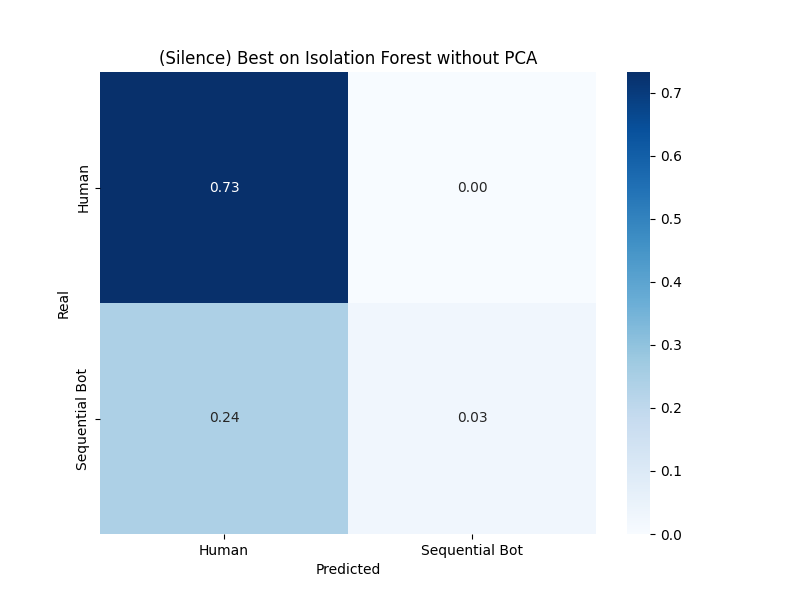 (Silence) Best on Isolation Forest without PCA
Human
Sequential Bot
Real
0.73
0.00
0.24
0.03
Human
Sequential Bot
Predicted
0.7
0.6
0.5
0.4
0.3
0.2
0.1
0.0